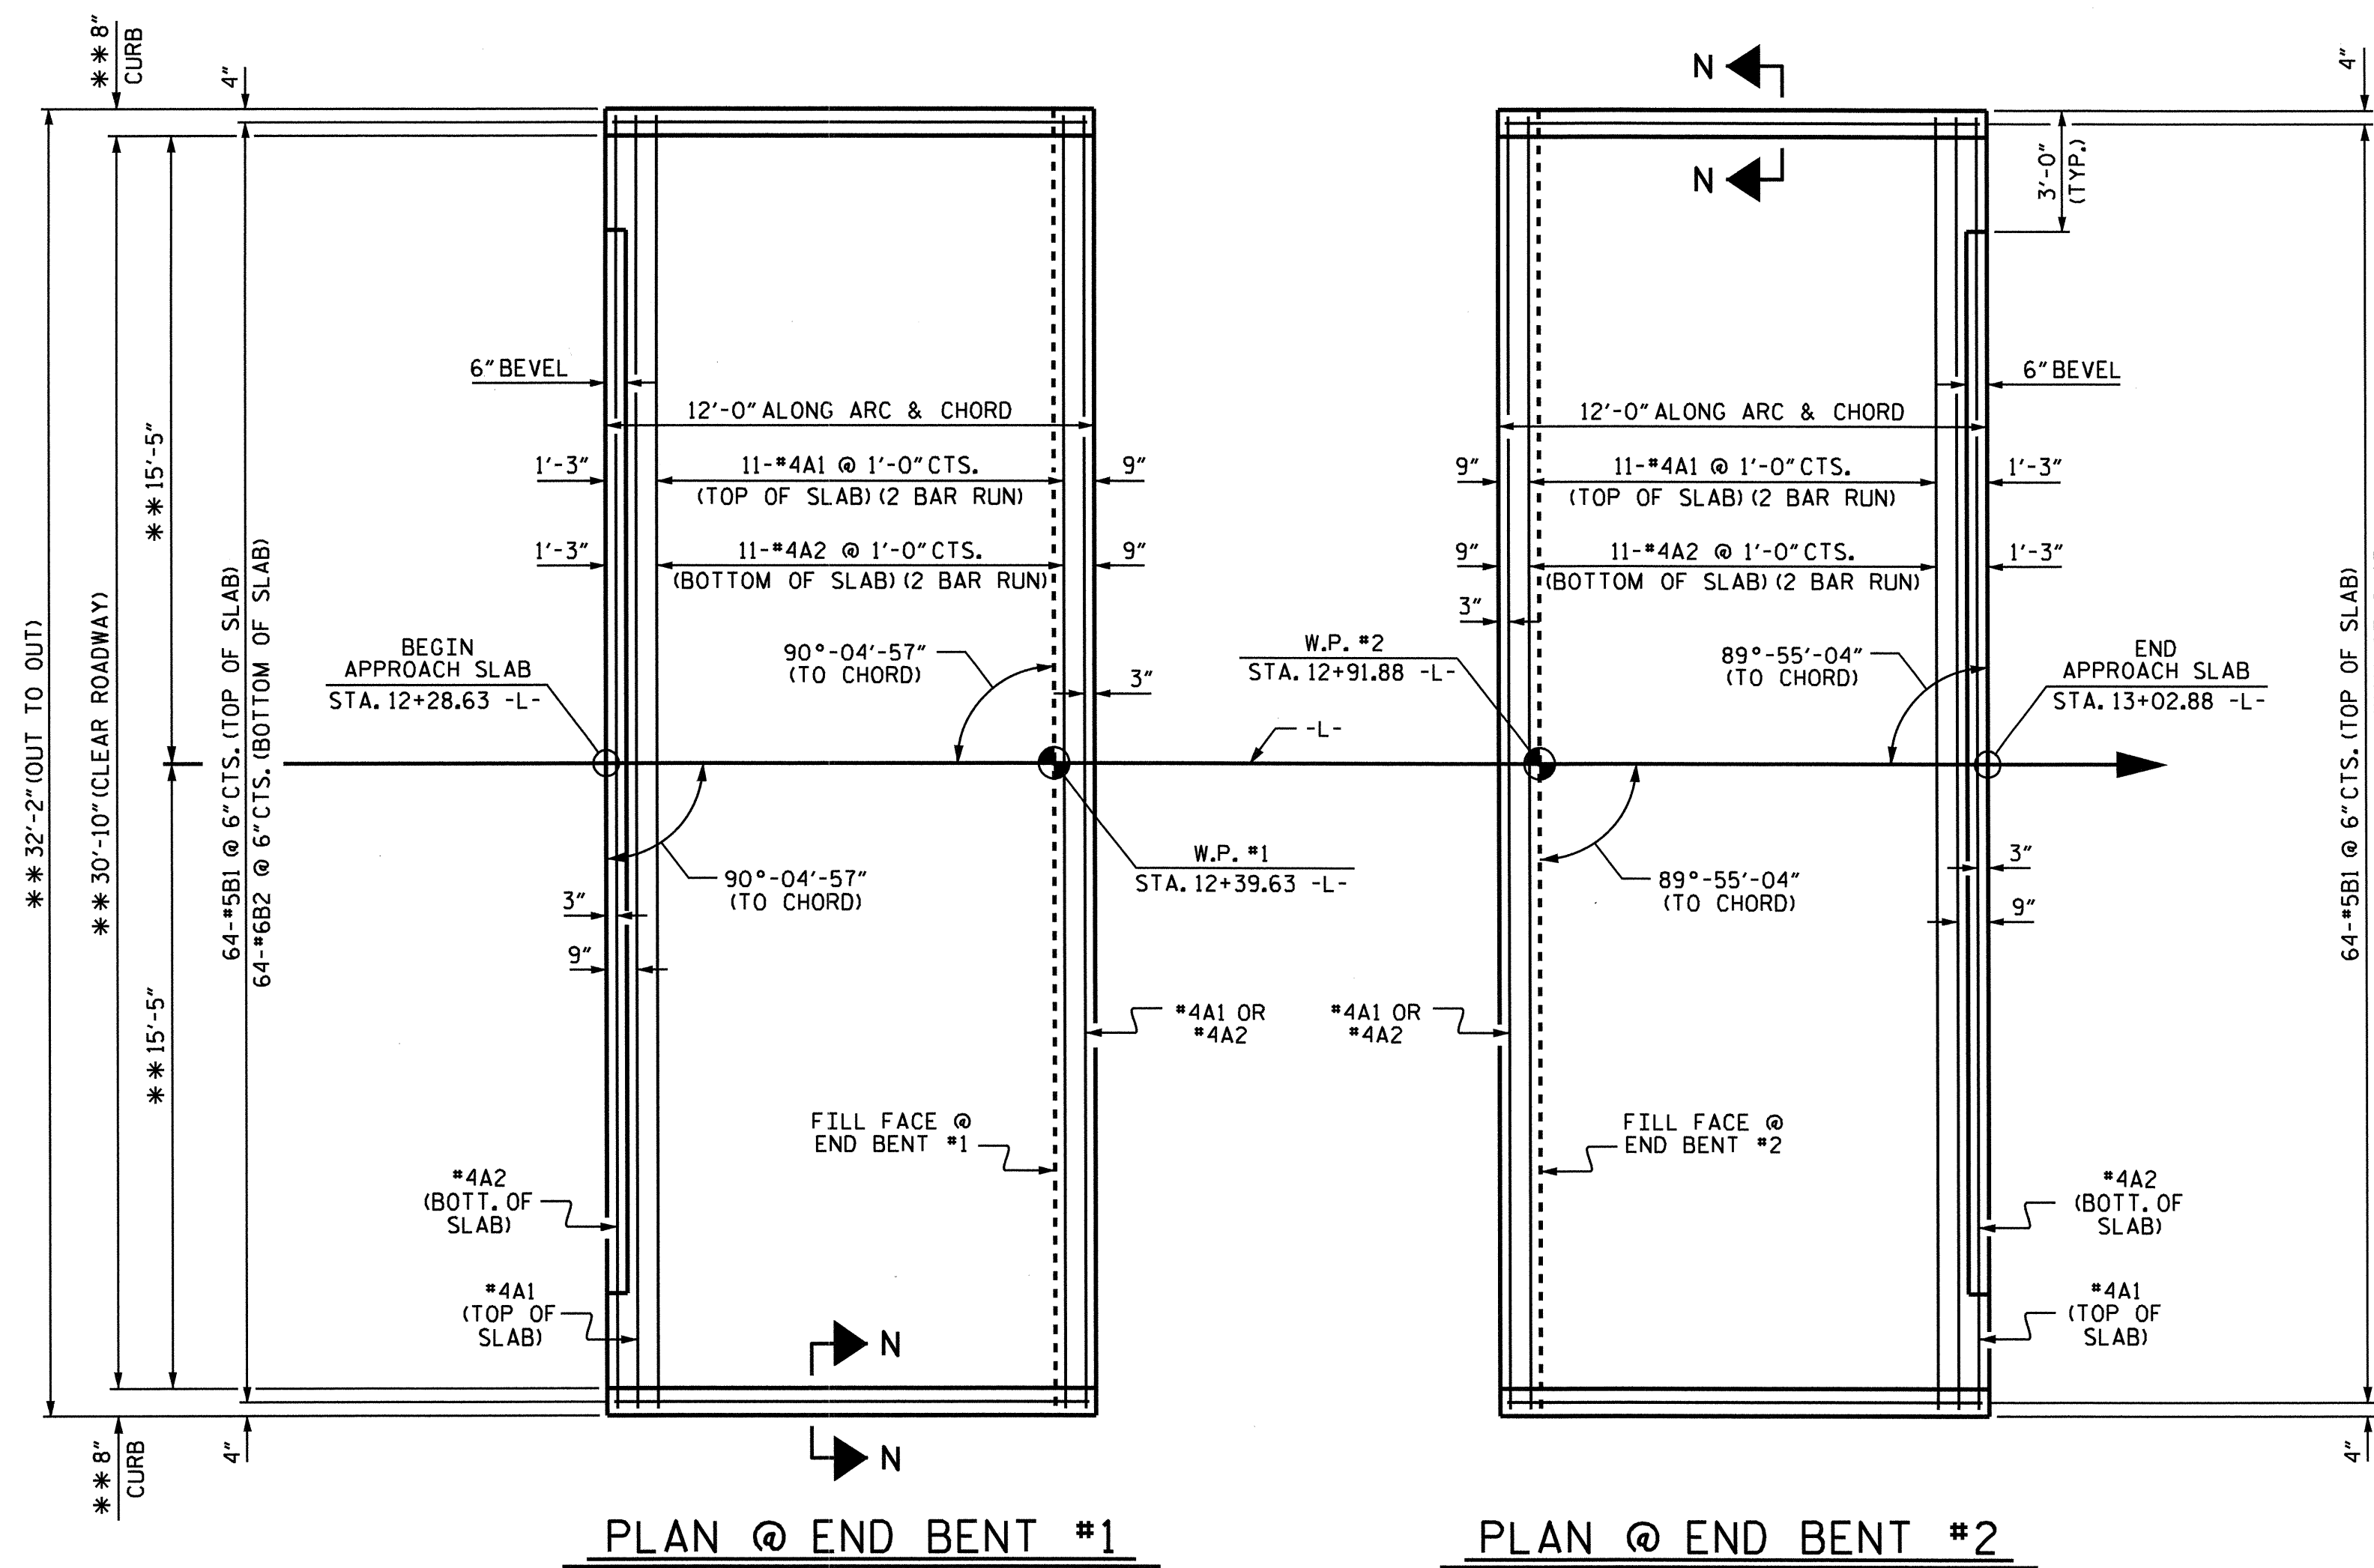 **8"
CURB
4"
**32'-2"(OUT TO OUT)
**30'-10"(CLEAR ROADWAY)
**15'-5"
**15'-5"
64-#5B1 @ 6"CTS. (TOP OF SLAB)
64-#6B2 @ 6"CTS. (BOTTOM OF SLAB)
**8"
CURB
4"
6"BEVEL
12'-0"ALONG ARC & CHORD
1'-3"
11-#4A1 @ 1'-0"CTS.
(TOP OF SLAB)(2 BAR RUN)
9"
1'-3"
11-#4A2 @ 1'-0"CTS.
(BOTTOM OF SLAB)(2 BAR RUN)
9"
BEGIN
APPROACH SLAB
STA. 12+28.63 -L-
90°-04'-57"
(TO CHORD)
3"
90°-04'-57"
(TO CHORD)
W.P. #1
STA. 12+39.63 -L-
3"
9"
#4A1 OR
#4A2
FILL FACE @
END BENT #1
#4A2
(BOTT. OF
SLAB)
#4A1
(TOP OF
SLAB)
N
N
PLAN @ END BENT #1
-L-
N
N
4"
3'-0"
(TYP.)
6"BEVEL
12'-0"ALONG ARC & CHORD
9"
11-#4A1 @ 1'-0"CTS.
(TOP OF SLAB)(2 BAR RUN)
1'-3"
9"
11-#4A2 @ 1'-0"CTS.
(BOTTOM OF SLAB)(2 BAR RUN)
1'-3"
3"
W.P. #2
STA. 12+91.88 -L-
89°-55'-04"
(TO CHORD)
END
APPROACH SLAB
STA. 13+02.88 -L-
89°-55'-04"
(TO CHORD)
3"
9"
#4A1 OR
#4A2
FILL FACE @
END BENT #2
#4A2
(BOTT. OF
SLAB)
#4A1
(TOP OF
SLAB)
64-#5B1 @ 6"CTS. (TOP OF SLAB)
4"
PLAN @ END BENT #2